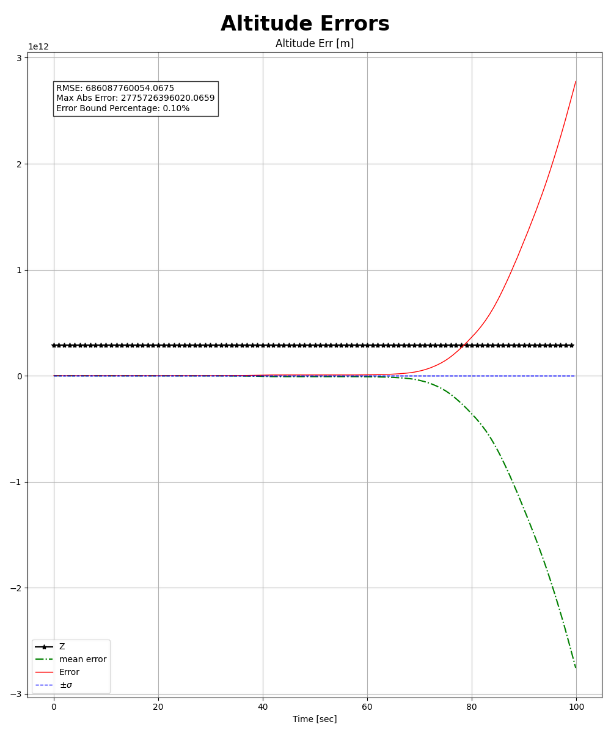 Altitude Errors
Altitude Err [m]
1e12
3
RMSE: 686087760054.0675
Max Abs Error: 2775726396020.0659
Error Bound Percentage: 0.10%
2
1
0
−1
−2
Z
mean error
Error
±σ
−3
0 20 40 60 80 100
Time [sec]